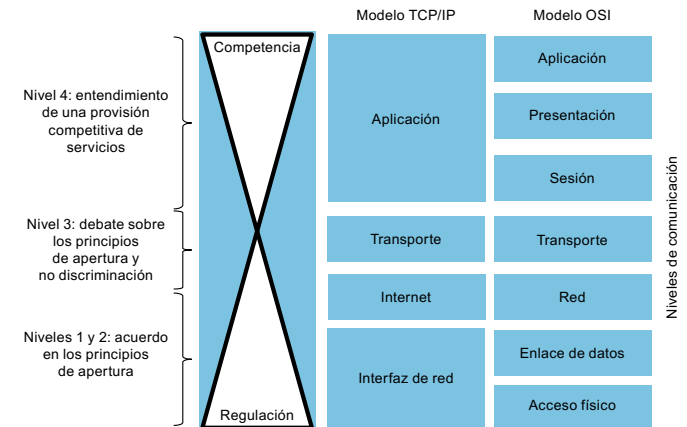 Modelo TCP/IP
Modelo OSI
Nivel 4: entendimiento
de una provisión
competitiva de
servicios
Nivel 3: debate sobre
los principios
de apertura y
no discriminación
Niveles 1 y 2: acuerdo
en los principios
de apertura
Competencia
Regulación
Aplicación
Transporte
Internet
Interfaz de red
Aplicación
Presentación
Sesión
Transporte
Red
Enlace de datos
Acceso físico
Niveles de comunicación